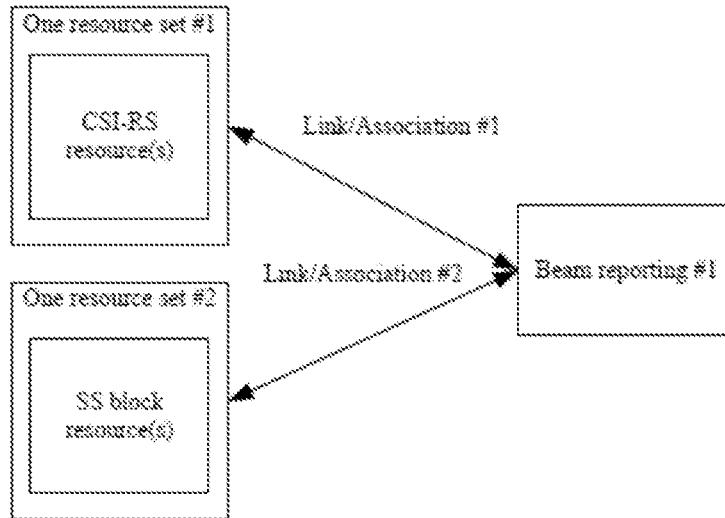 One resource set #1
CSI-RS
resource(s)
Link/Association #1
Link/Association #2
Beam reporting #1
One resource set #2
SS block
resource(s)